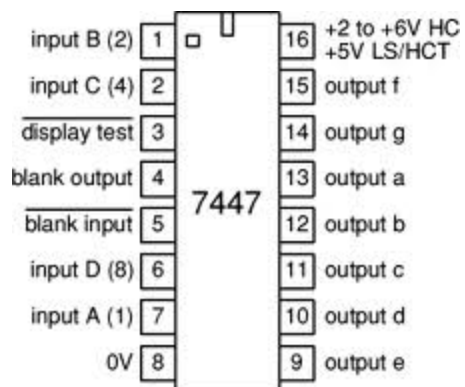 input B (2) 1
input C (4) 2
display test 3
blank output 4
blank input 5
input D (8) 6
input A (1) 7
0V 8
7447
16 +2 to +6V HC
+5V LS/HCT
15 output f
14 output g
13 output a
12 output b
11 output c
10 output d
9 output e